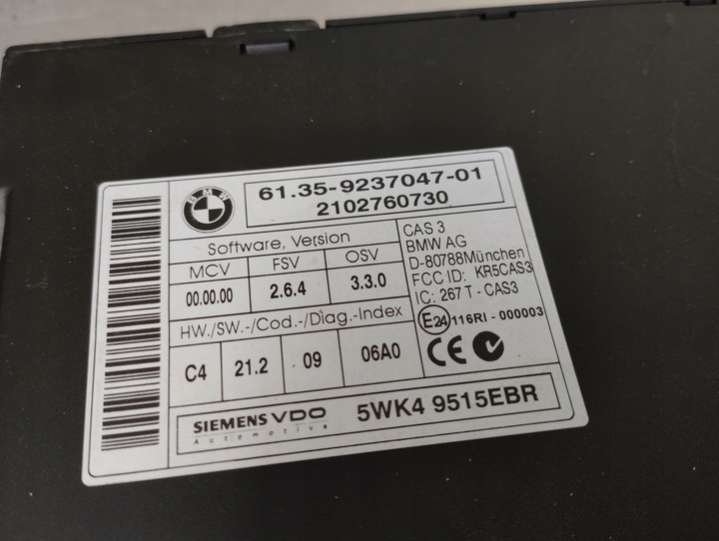 BMW
61.35-9237047-01
2102760730
Software, Version
MCV FSV OSV
00.00.00 2.6.4 3.3.0
HW./SW.-/Cod.-/Diag.-Index
C4 21.2 09 06A0
CAS 3
BMW AG
D-80788München
FCC ID: KR5CAS3
IC: 267 T - CAS3
E24 116RI - 000003
CE
SIEMENS VDO
Automotive
5WK4 9515EBR